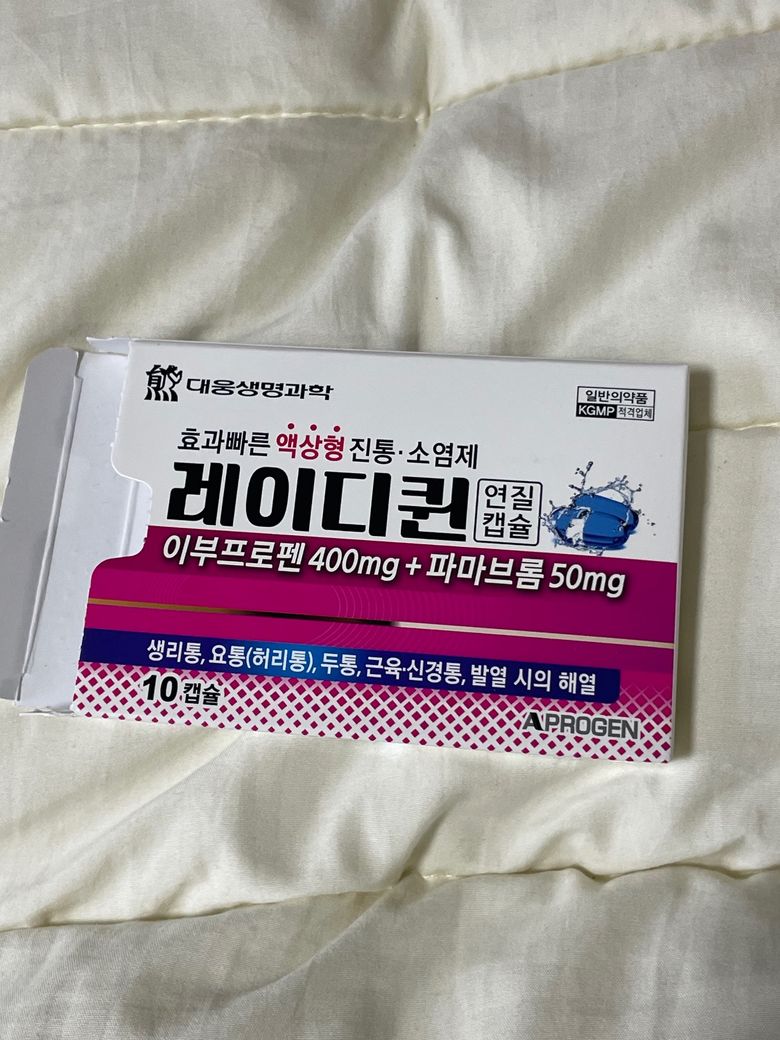 대웅생명과학
일반의약품
KGMP 적격업체
효과빠른 액상형 진통·소염제
레이디퀸 연질캡슐
이부프로펜 400mg + 파마브롬 50mg
생리통, 요통(허리통), 두통, 근육·신경통, 발열 시의 해열
10캡슐
APROGEN